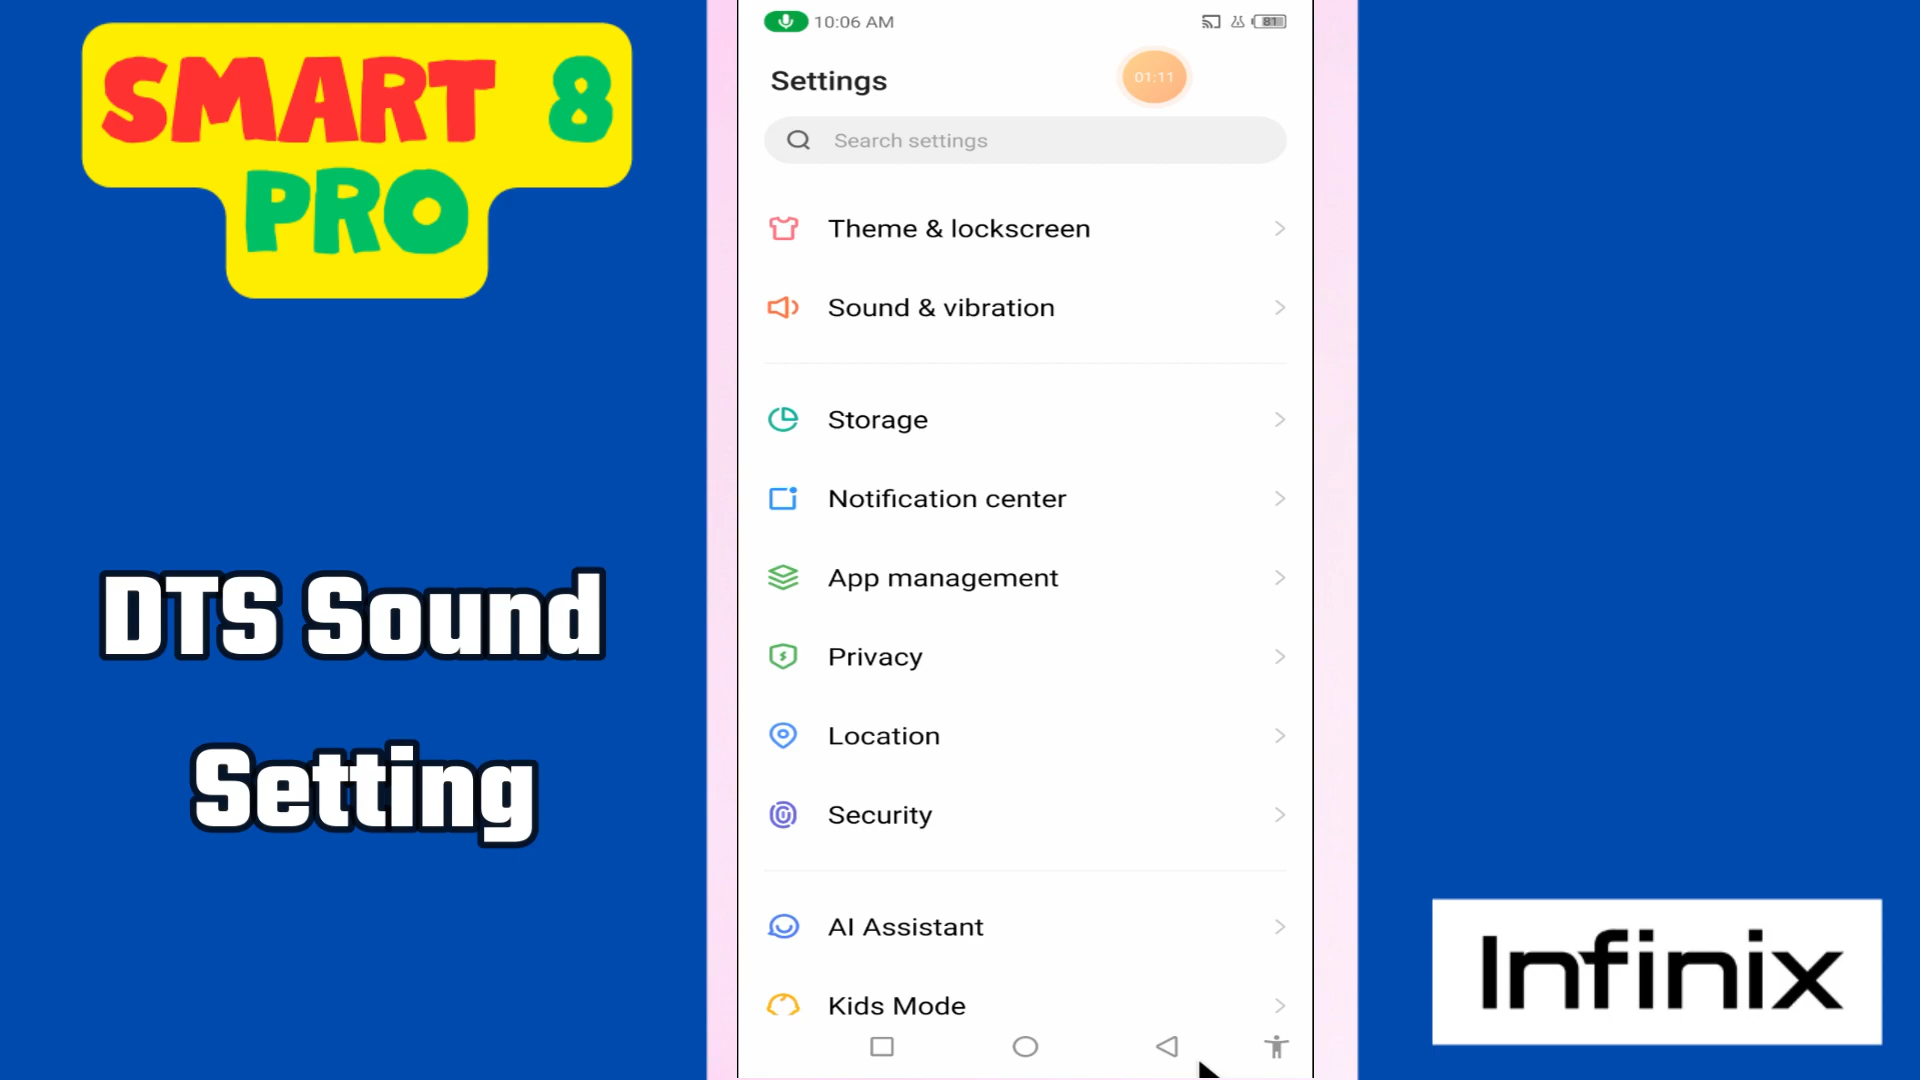 SMART 8
PRO
DTS Sound
Setting
10:06 AM
81
Settings
01:11
Search settings
Theme & lockscreen
Sound & vibration
Storage
Notification center
App management
Privacy
Location
Security
AI Assistant
Kids Mode
Infinix